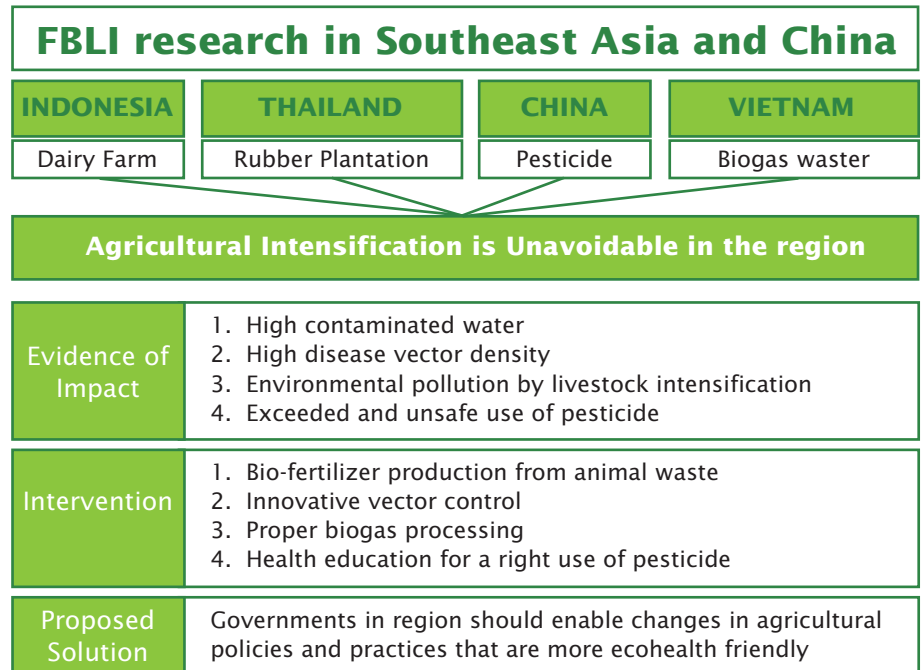 FBLI research in Southeast Asia and China
INDONESIA
THAILAND
CHINA
VIETNAM
Dairy Farm
Rubber Plantation
Pesticide
Biogas waster
Agricultural Intensification is Unavoidable in the region
Evidence of
Impact
1. High contaminated water
2. High disease vector density
3. Environmental pollution by livestock intensification
4. Exceeded and unsafe use of pesticide
Intervention
1. Bio-fertilizer production from animal waste
2. Innovative vector control
3. Proper biogas processing
4. Health education for a right use of pesticide
Proposed
Solution
Governments in region should enable changes in agricultural
policies and practices that are more ecohealth friendly